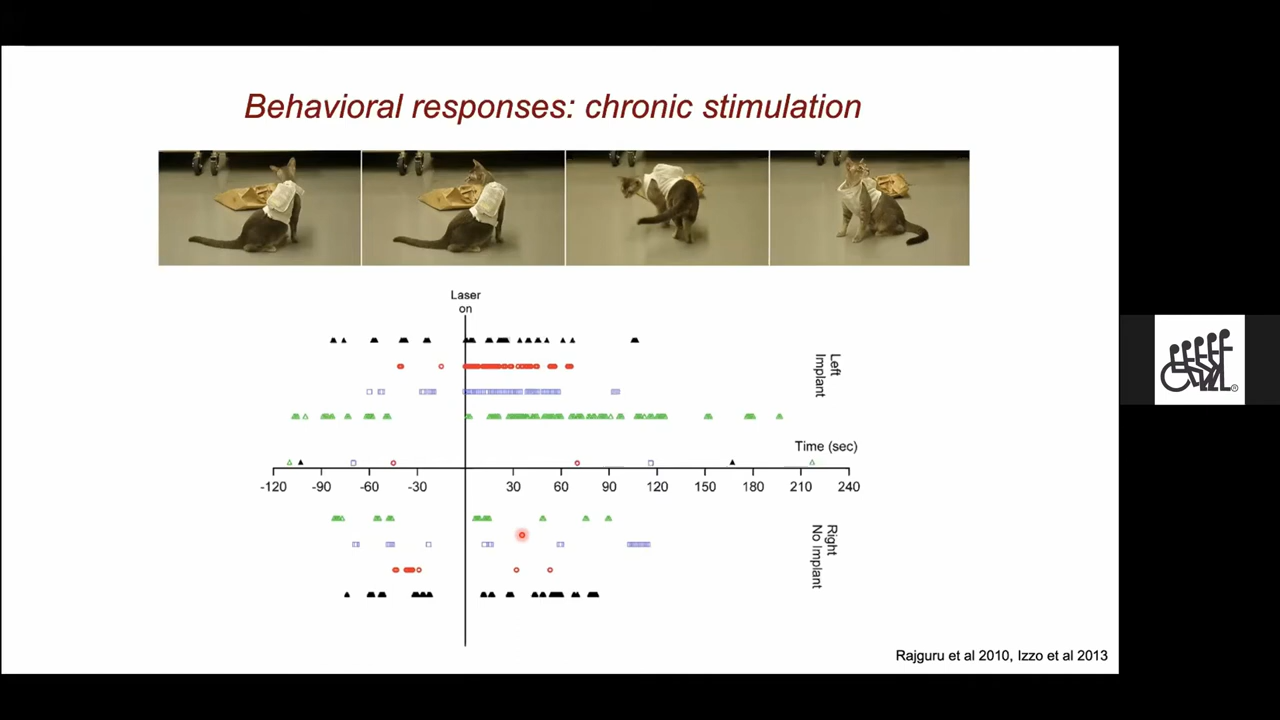 Behavioral responses: chronic stimulation
Laser
on
Left
Implant
Time (sec)
-120 -90 -60 -30 30 60 90 120 150 180 210 240
Right
No Implant
Rajguru et al 2010, Izzo et al 2013
®